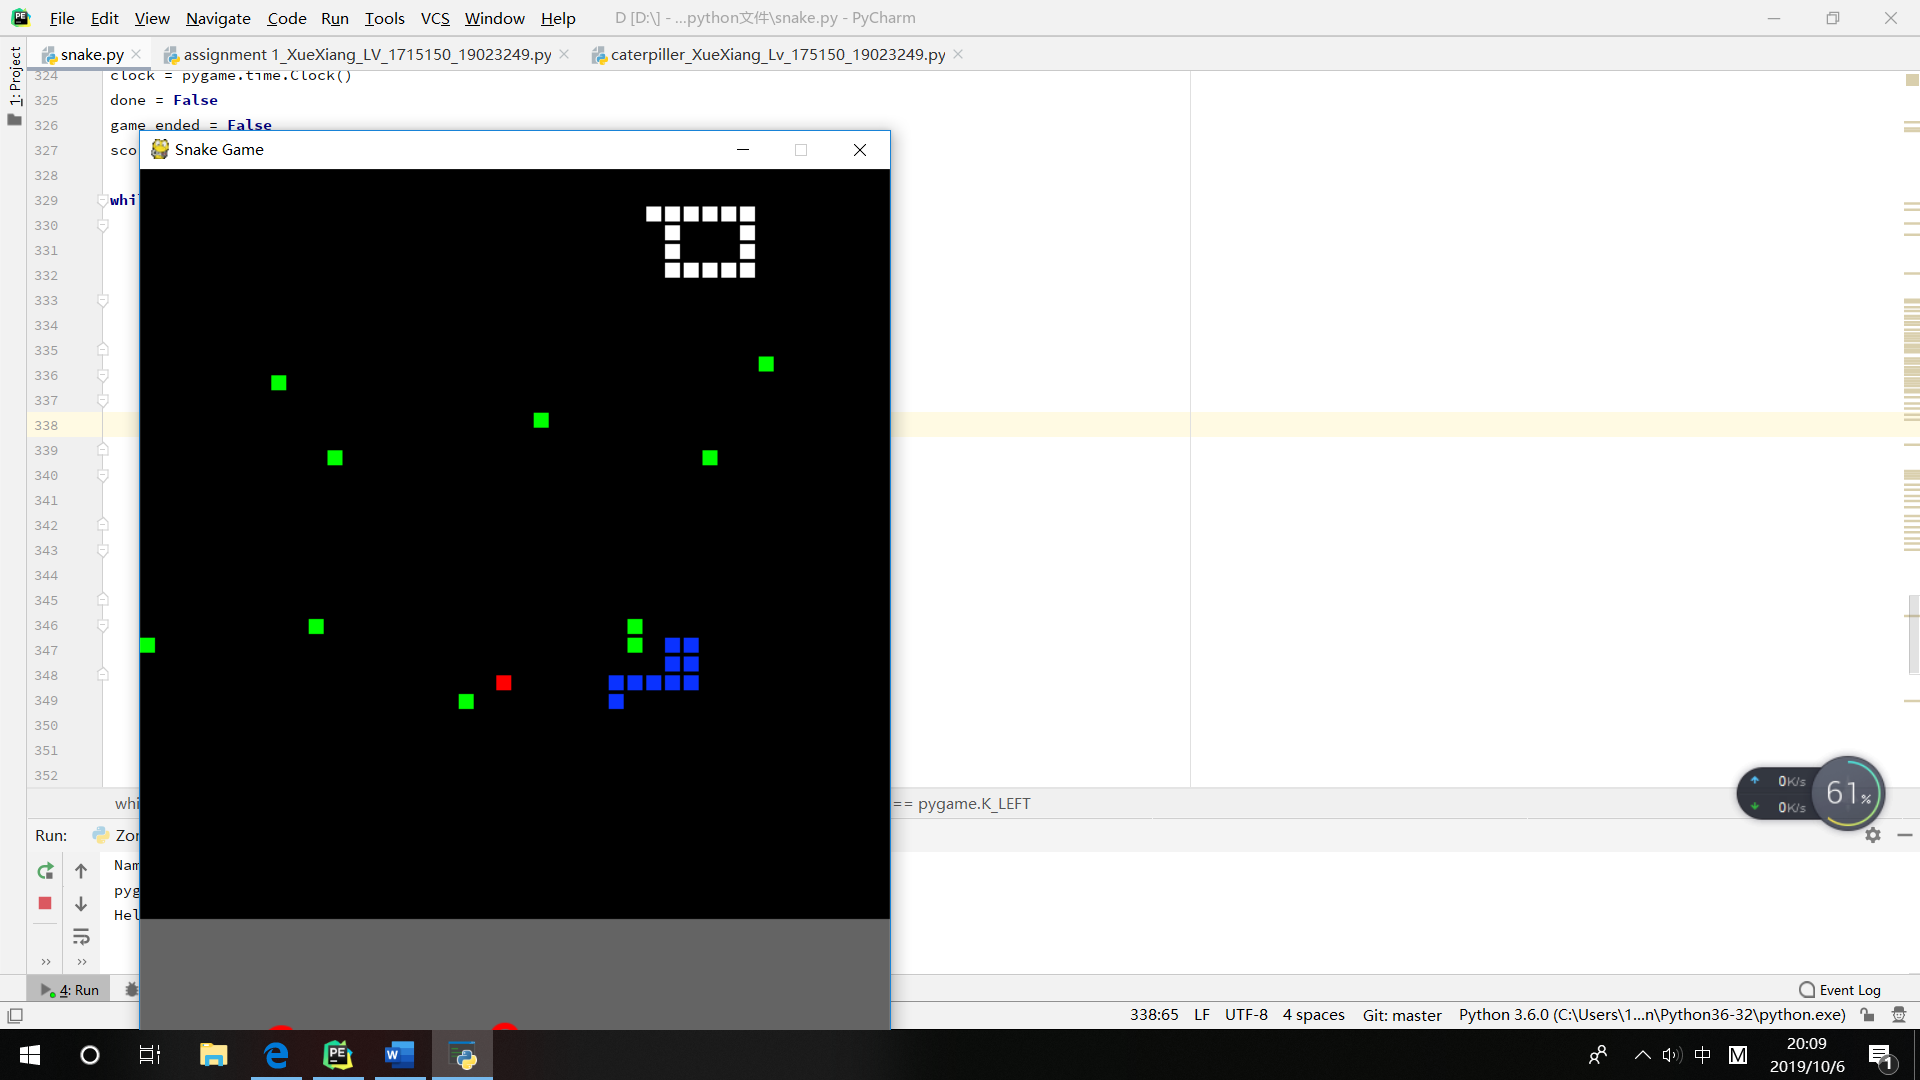 File Edit View Navigate Code Run Tools VCS Window Help D [D:\] - ...python文件\snake.py - PyCharm
snake.py assignment 1_XueXiang_LV_1715150_19023249.py caterpiller_XueXiang_Lv_175150_19023249.py
1: Project
324 clock = pygame.time.Clock()
325 done = False
326 game_ended = False
Snake Game
327 sco
328
329 whi
330
331
332
333
334
335
336
337
338
339
340
341
342
343
344
345
346
347
348
349
350
351
352
whi == pygame.K_LEFT
0K/s
0K/s
61%
Run: Zor
Nam
pyg
Hel
4: Run Event Log
338:65 LF UTF-8 4 spaces Git: master Python 3.6.0 (C:\Users\1...n\Python36-32\python.exe)
中 M 20:09
2019/10/6
1